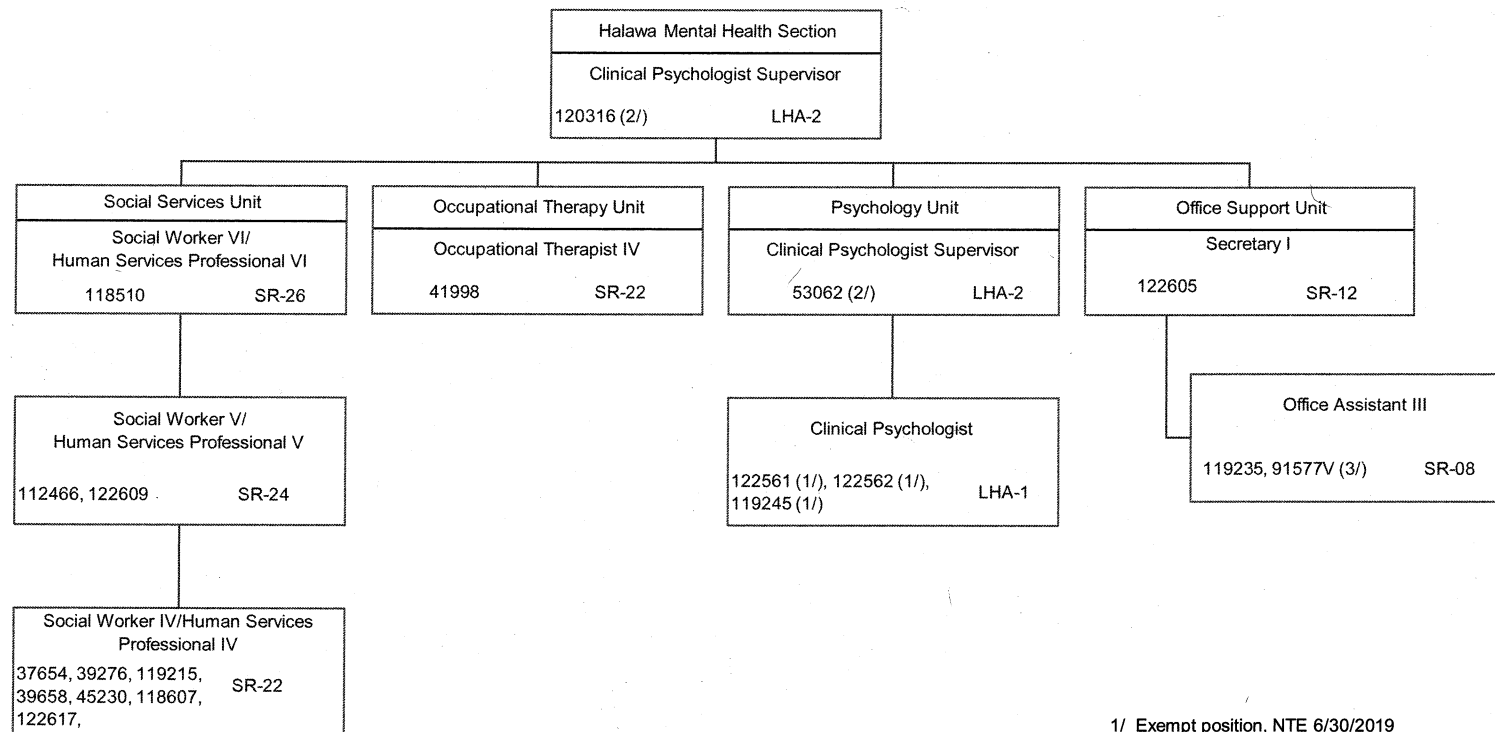 Halawa Mental Health Section
Clinical Psychologist Supervisor
120316 (2/) LHA-2
Social Services Unit
Social Worker VI/
Human Services Professional VI
118510 SR-26
Occupational Therapy Unit
Occupational Therapist IV
41998 SR-22
Psychology Unit
Clinical Psychologist Supervisor
53062 (2/) LHA-2
Office Support Unit
Secretary I
122605 SR-12
Social Worker V/
Human Services Professional V
112466, 122609 SR-24
Clinical Psychologist
122561 (1/), 122562 (1/),
119245 (1/) LHA-1
Office Assistant III
119235, 91577V (3/) SR-08
Social Worker IV/Human Services
Professional IV
37654, 39276, 119215,
39658, 45230, 118607,
122617,
SR-22
1/ Exempt position, NTE 6/30/2019